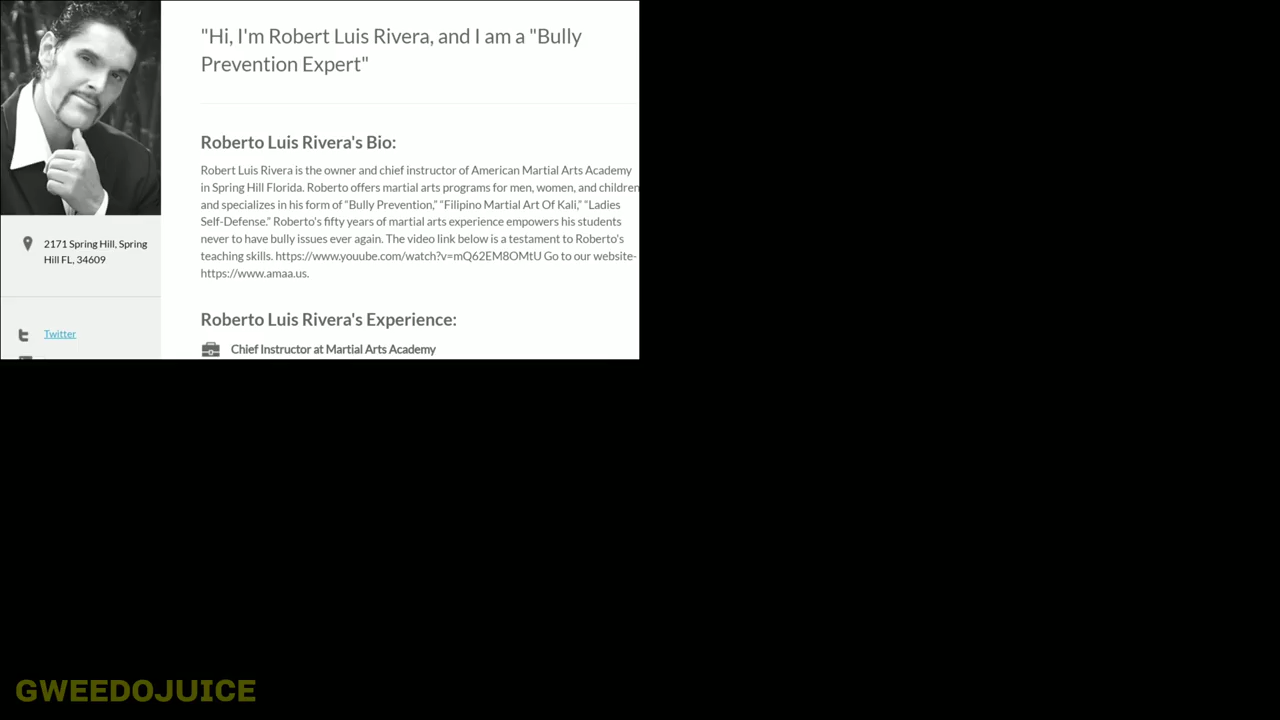 "Hi, I'm Robert Luis Rivera, and I am a "Bully
Prevention Expert"
Roberto Luis Rivera's Bio:
Robert Luis Rivera is the owner and chief instructor of American Martial Arts Academy
in Spring Hill Florida. Roberto offers martial arts programs for men, women, and children
and specializes in his form of “Bully Prevention,” “Filipino Martial Art Of Kali,” “Ladies
Self-Defense.” Roberto's fifty years of martial arts experience empowers his students
never to have bully issues ever again. The video link below is a testament to Roberto's
teaching skills. https://www.youube.com/watch?v=mQ62EM8OMtU Go to our website-
https://www.amaa.us.
2171 Spring Hill, Spring
Hill FL, 34609
Twitter
Roberto Luis Rivera's Experience:
Chief Instructor at Martial Arts Academy
GWEEDOJUICE